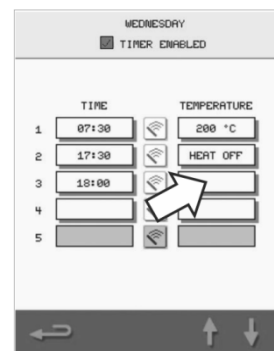 WEDNESDAY
TIMER ENABLED
TIME TEMPERATURE
1 07:30 200 °C
2 17:30 HEAT OFF
3 18:00
4
5